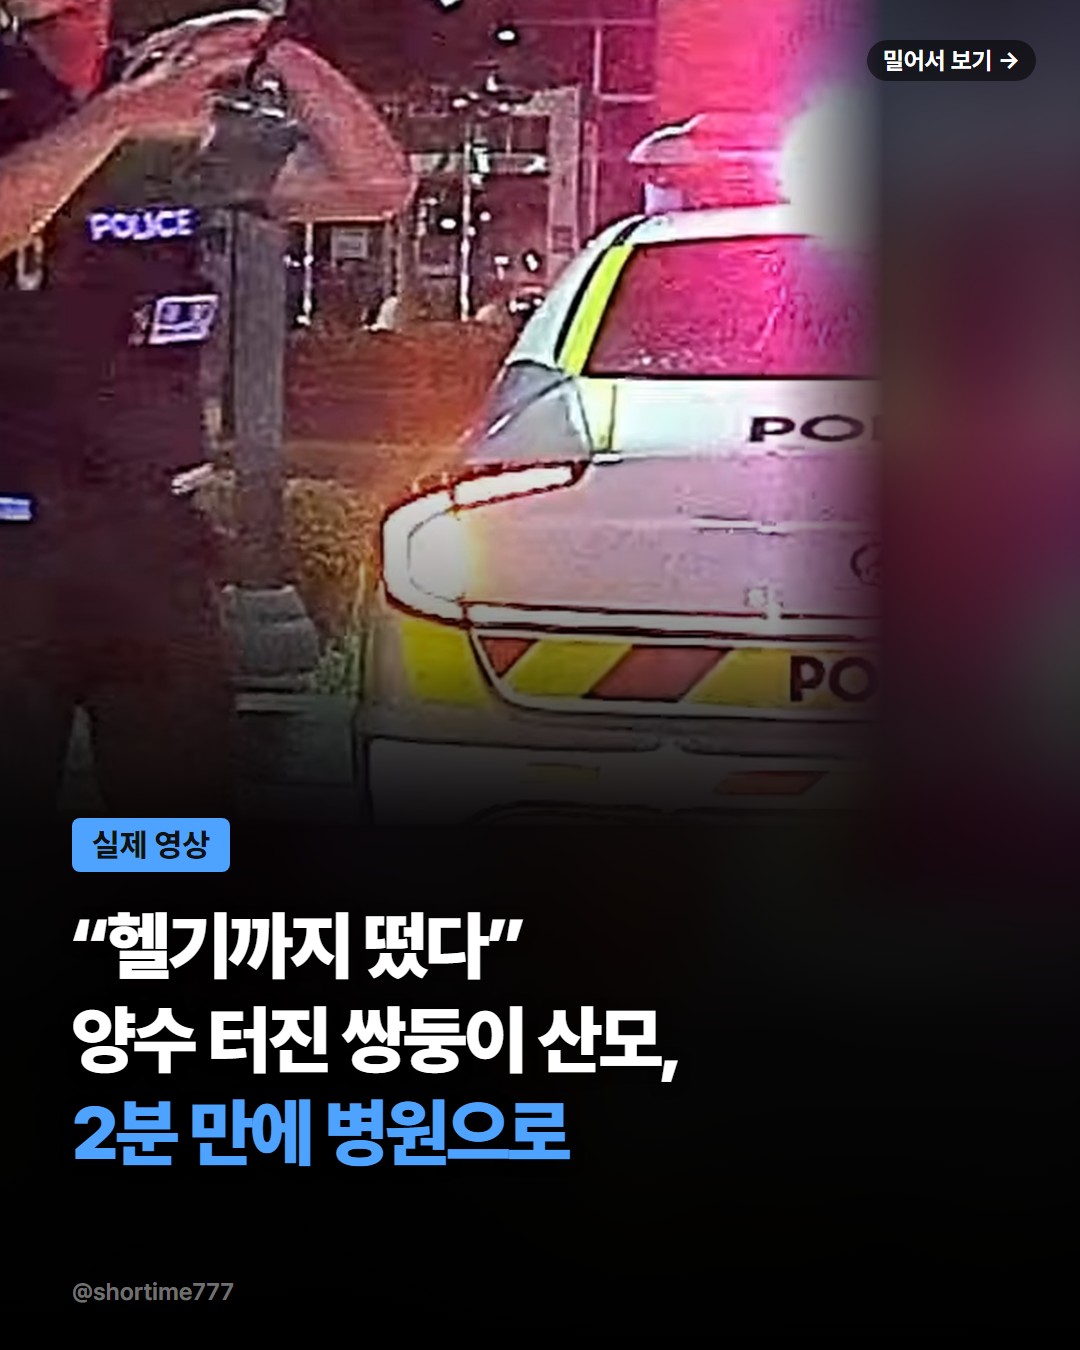 밀어서 보기 →
POLICE
POL
PO
실제 영상
“헬기까지 떴다”
양수 터진 쌍둥이 산모,
2분 만에 병원으로
@shortime777